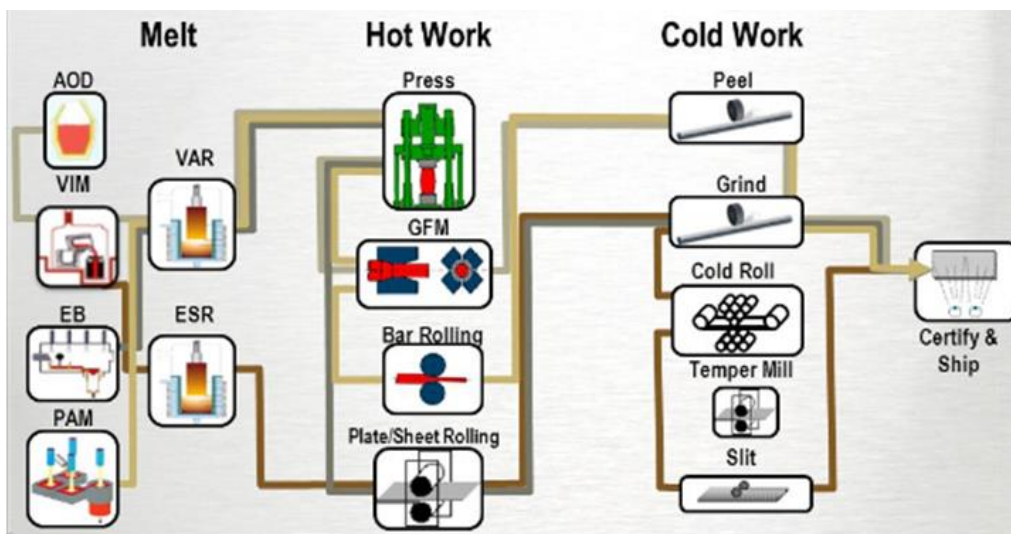 Melt
Hot Work
Cold Work
AOD
VIM
VAR
EB
ESR
PAM
Press
GFM
Bar Rolling
Plate/Sheet Rolling
Peel
Grind
Cold Roll
Temper Mill
Slit
Certify &
Ship